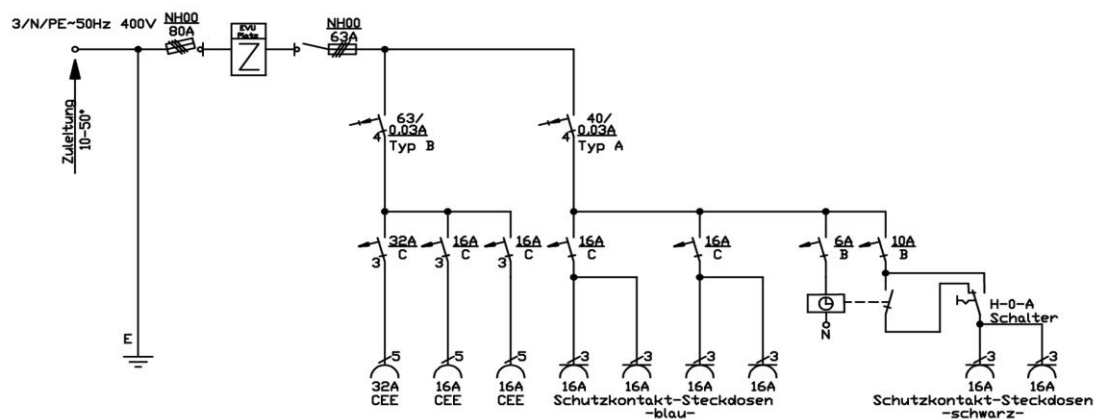 3/N/PE~50Hz 400V
NH00
80A
EVU
Platz
Z
NH00
63A
Zuleitung
10-50°
63/
0.03A
4
Typ B
40/
0.03A
4
Typ A
32A
3
C
16A
3
C
16A
3
C
16A
C
16A
C
6A
B
10A
B
H-0-A
Schalter
N
E
5
5
5
3
3
3
3
3
3
32A
CEE
16A
CEE
16A
CEE
16A
16A
16A
16A
Schutzkontakt-Steckdosen
-blau-
16A
16A
Schutzkontakt-Steckdosen
-schwarz-